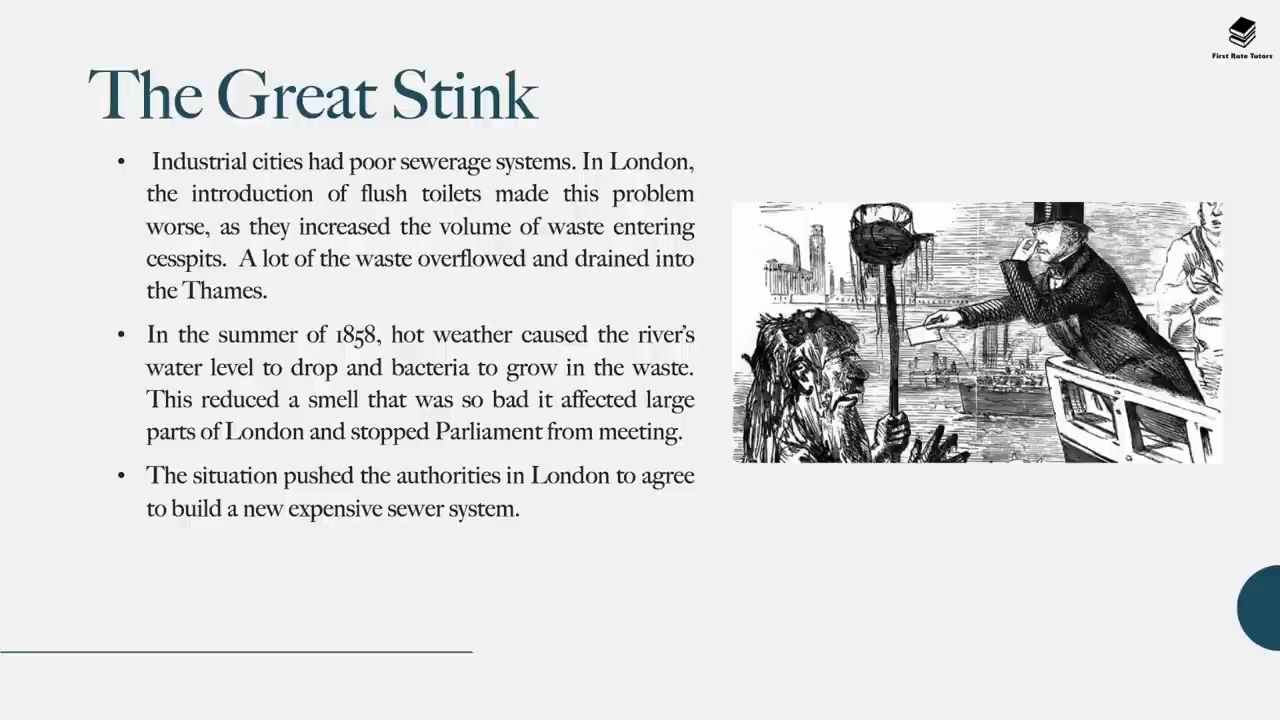 First Rate Tutors
The Great Stink
• Industrial cities had poor sewerage systems. In London,
the introduction of flush toilets made this problem
worse, as they increased the volume of waste entering
cesspits. A lot of the waste overflowed and drained into
the Thames.
• In the summer of 1858, hot weather caused the river's
water level to drop and bacteria to grow in the waste.
This reduced a smell that was so bad it affected large
parts of London and stopped Parliament from meeting.
• The situation pushed the authorities in London to agree
to build a new expensive sewer system.